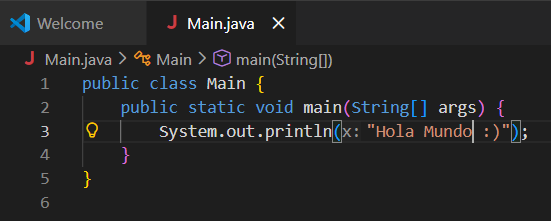 Welcome Main.java
Main.java > Main > main(String[])
1 public class Main {
2 public static void main(String[] args) {
3 System.out.println(x: "Hola Mundo :)");
4 }
5 }
6